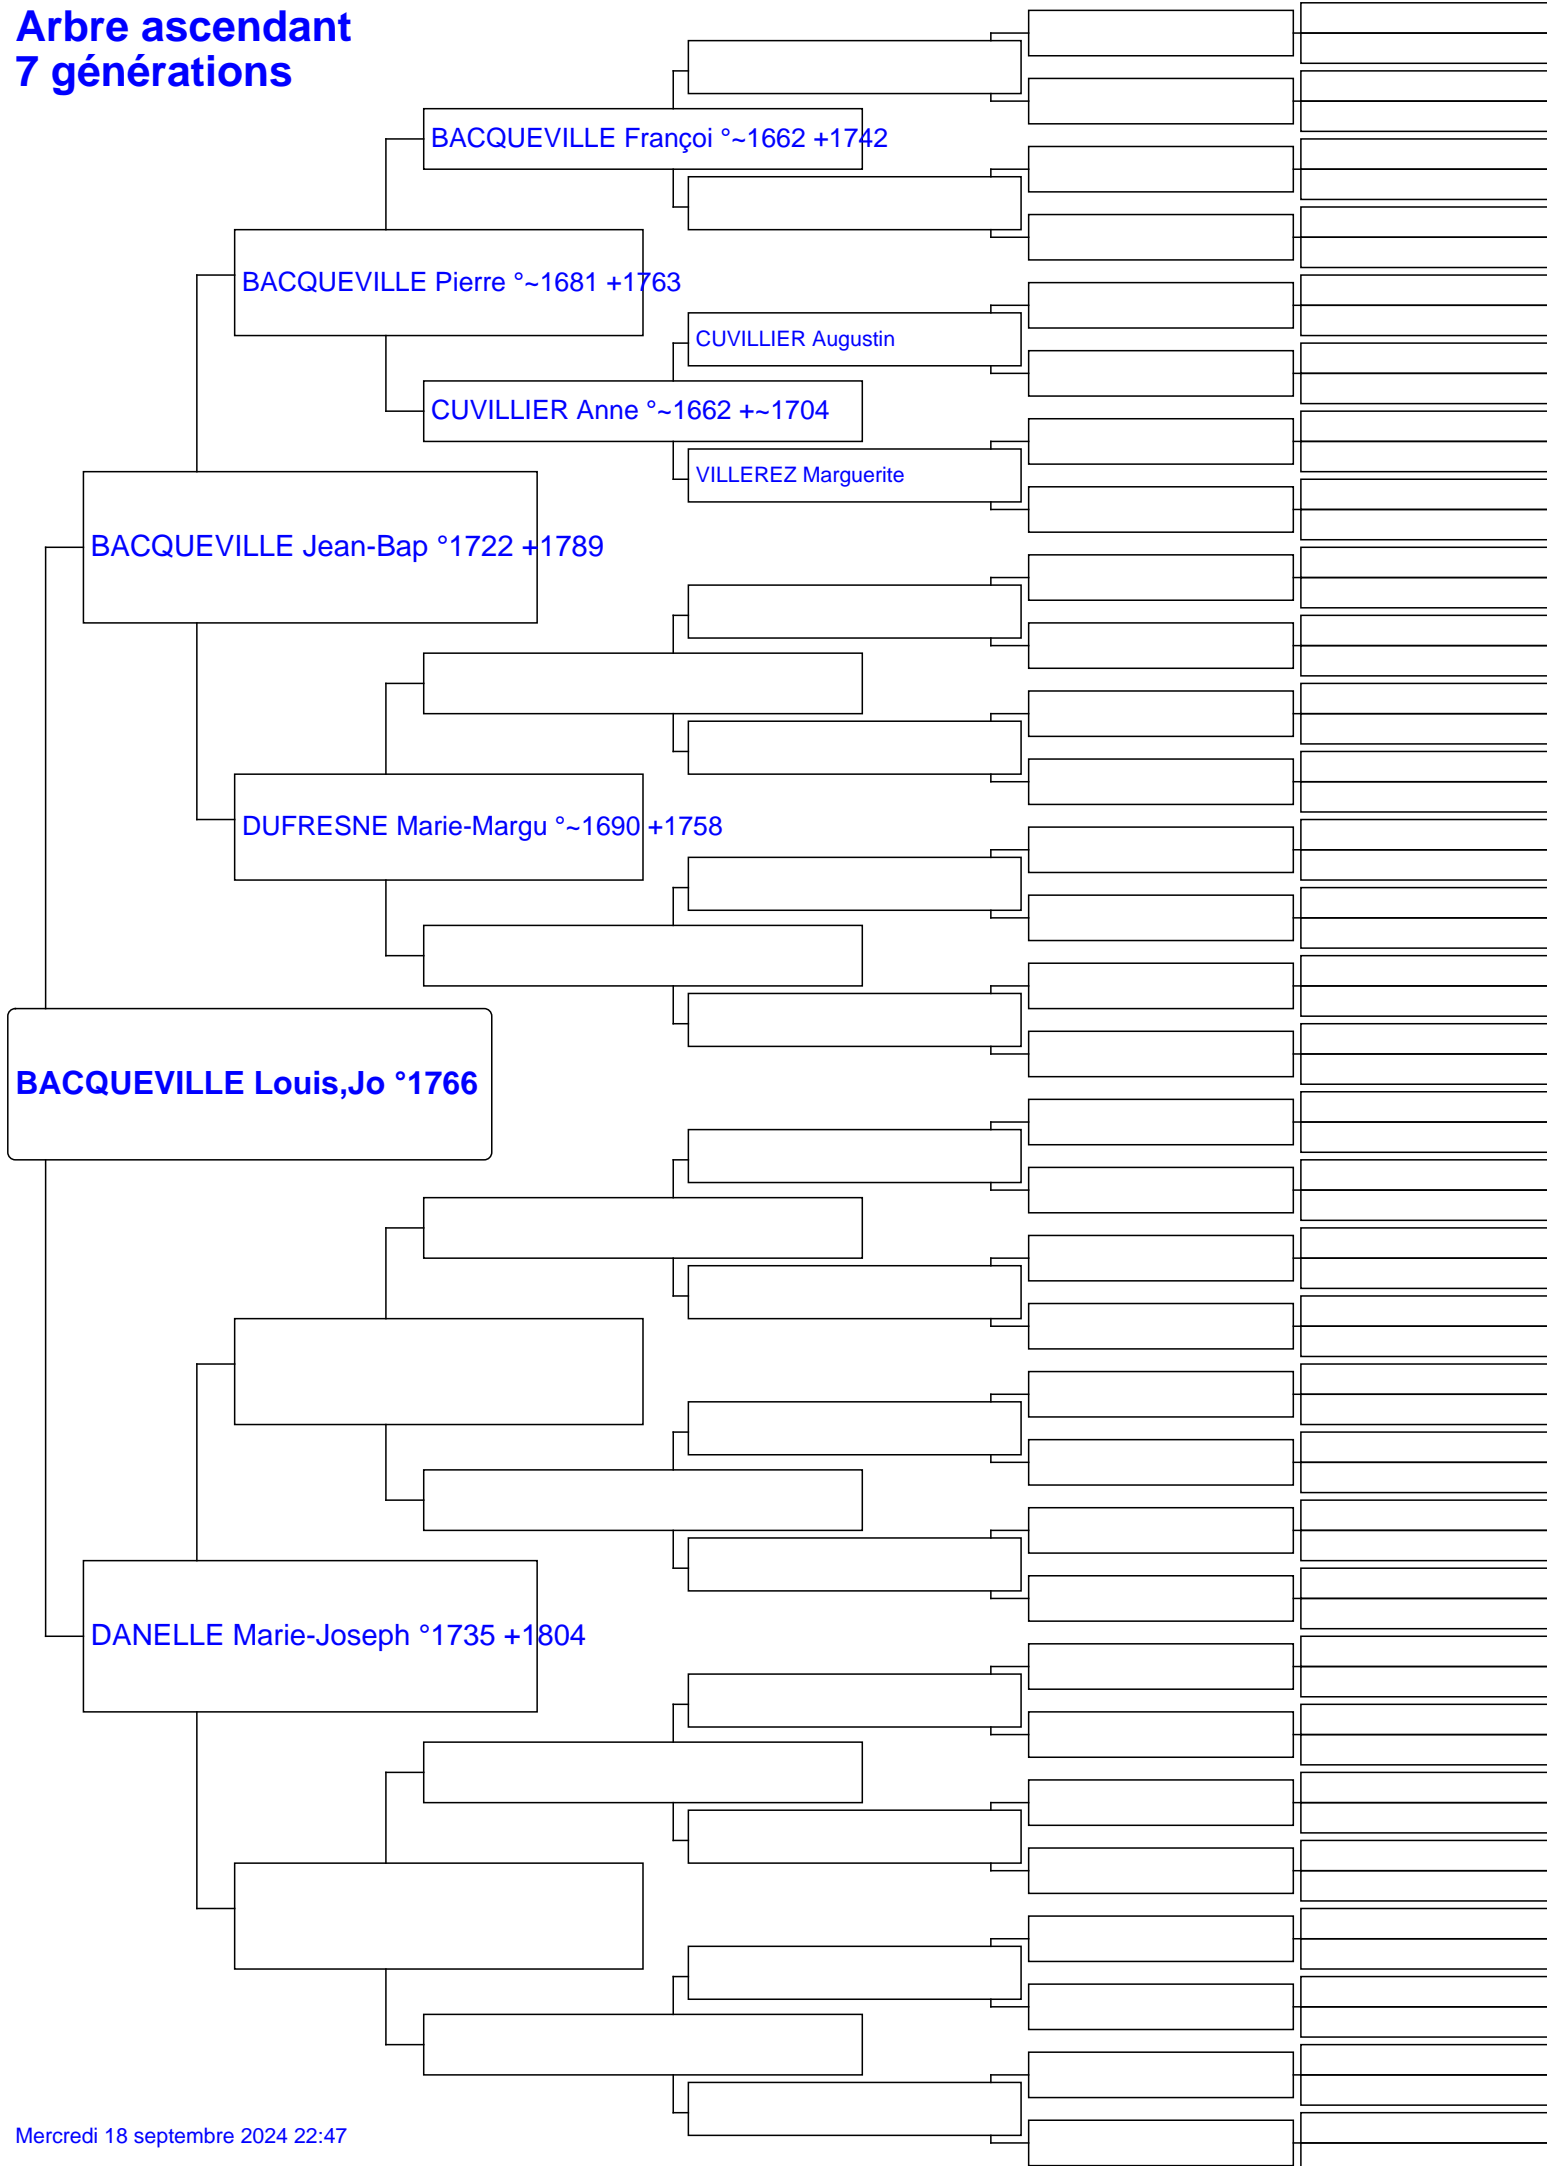 Arbre ascendant
7 générations
BACQUEVILLE Françoi °~1662 +1742
BACQUEVILLE Pierre °~1681 +1763
CUVILLIER Augustin
CUVILLIER Anne °~1662 +~1704
VILLEREZ Marguerite
BACQUEVILLE Jean-Bap °1722 +1789
DUFRESNE Marie-Margu °~1690 +1758
BACQUEVILLE Louis,Jo °1766
DANELLE Marie-Joseph °1735 +1804
Mercredi 18 septembre 2024 22:47